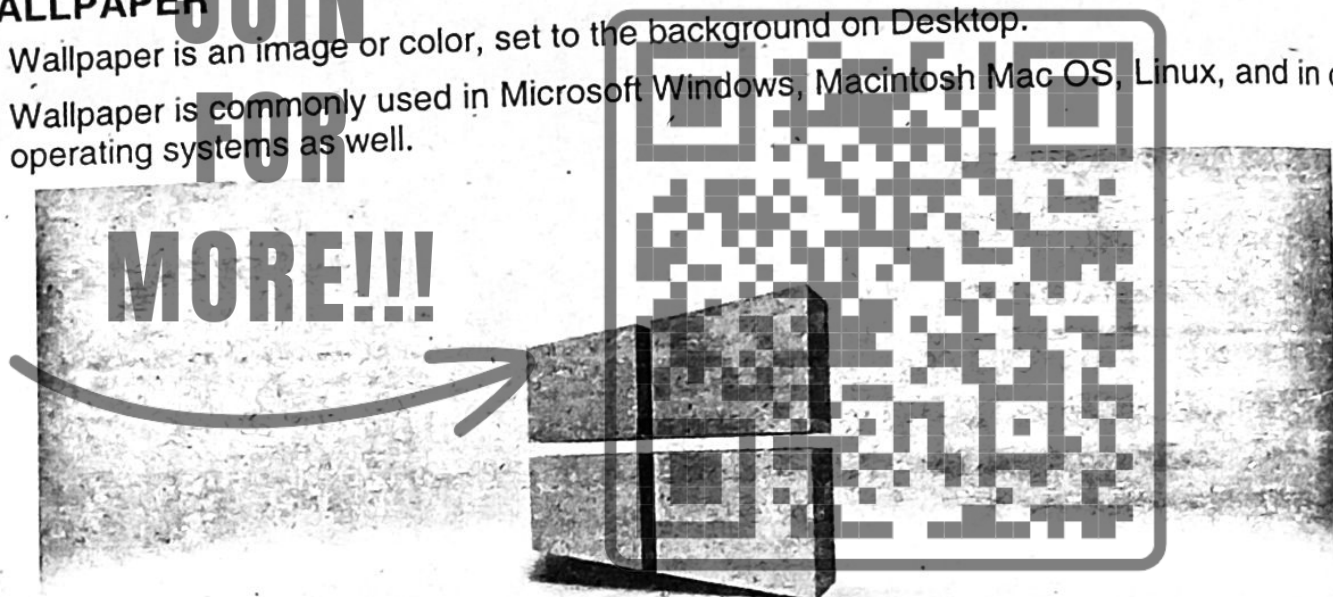 WALLPAPER
JOIN
Wallpaper is an image or color, set to the background on Desktop.
Wallpaper is commonly used in Microsoft Windows, Macintosh Mac OS, Linux, and in
operating systems as well.
FOR
MORE!!!